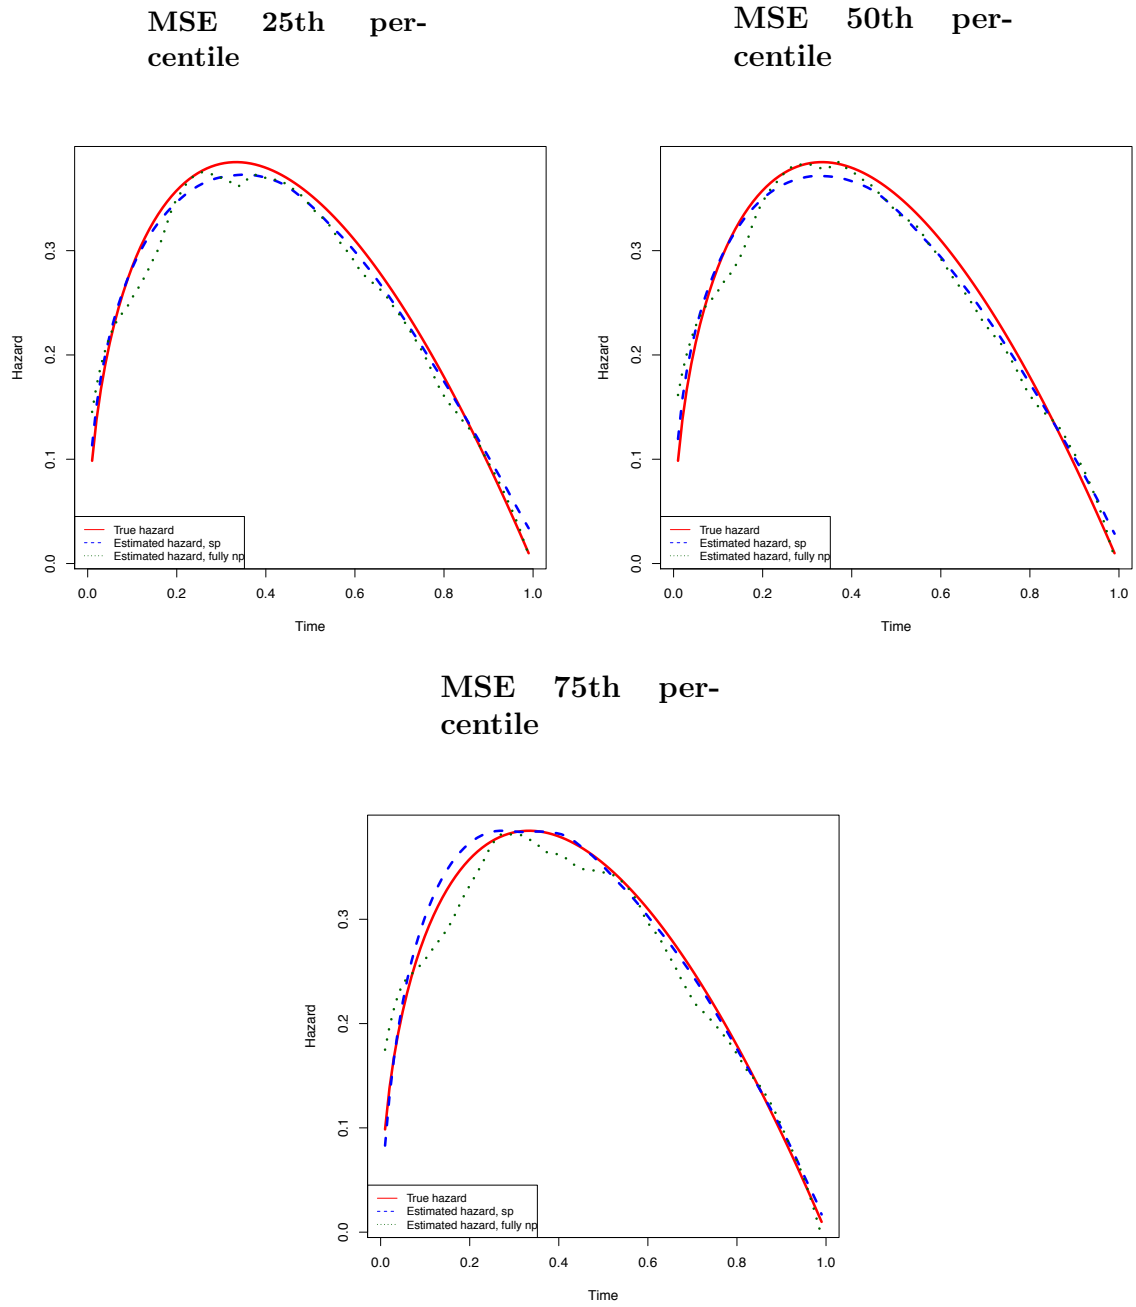 MSE 25th per-
centile
Hazard
0.0 0.1 0.2 0.3
True hazard
Estimated hazard, sp
Estimated hazard, fully np
0.0 0.2 0.4 0.6 0.8 1.0
Time
MSE 50th per-
centile
Hazard
0.0 0.1 0.2 0.3
True hazard
Estimated hazard, sp
Estimated hazard, fully np
0.0 0.2 0.4 0.6 0.8 1.0
Time
MSE 75th per-
centile
Hazard
0.0 0.1 0.2 0.3
True hazard
Estimated hazard, sp
Estimated hazard, fully np
0.0 0.2 0.4 0.6 0.8 1.0
Time